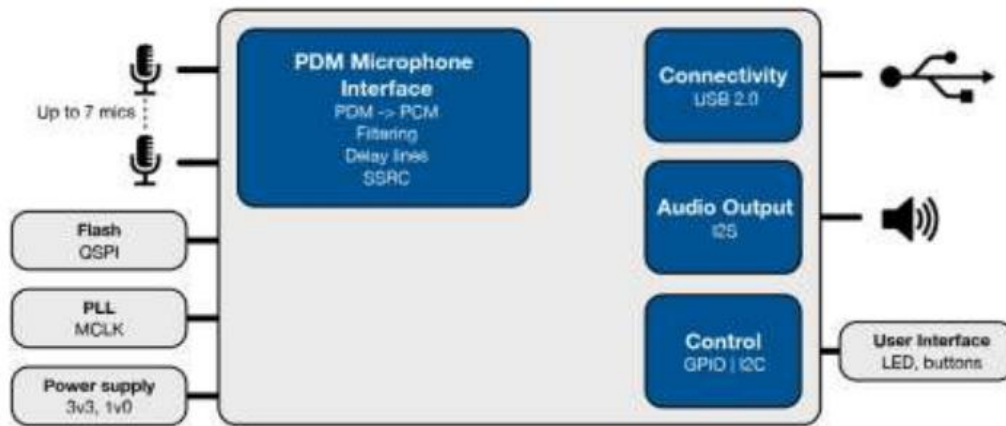 PDM Microphone
Interface
PDM -> PCM
Filtering
Delay lines
SSRC
Up to 7 mics
Flash
QSPI
PLL
MCLK
Power supply
3v3, 1v0
Connectivity
USB 2.0
Audio Output
I2S
Control
GPIO | I2C
User Interface
LED, buttons